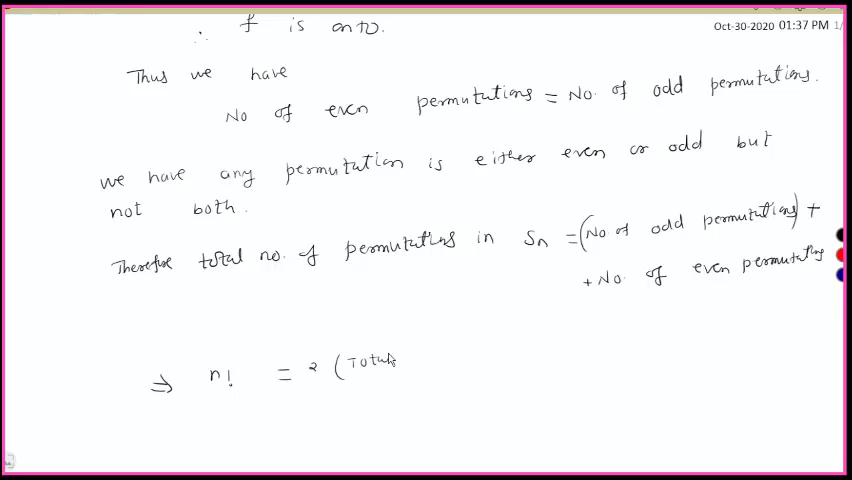 ∴ f is onto.
Oct-30-2020 01:37 PM 1/
Thus we have
No of even permutations = No. of odd permutations.
we have any permutation is either even or odd but
not both.
Therefore total no. of permutations in Sn = (No of odd permutations) +
+ No. of even permutations
⇒ n! = 2 (Total